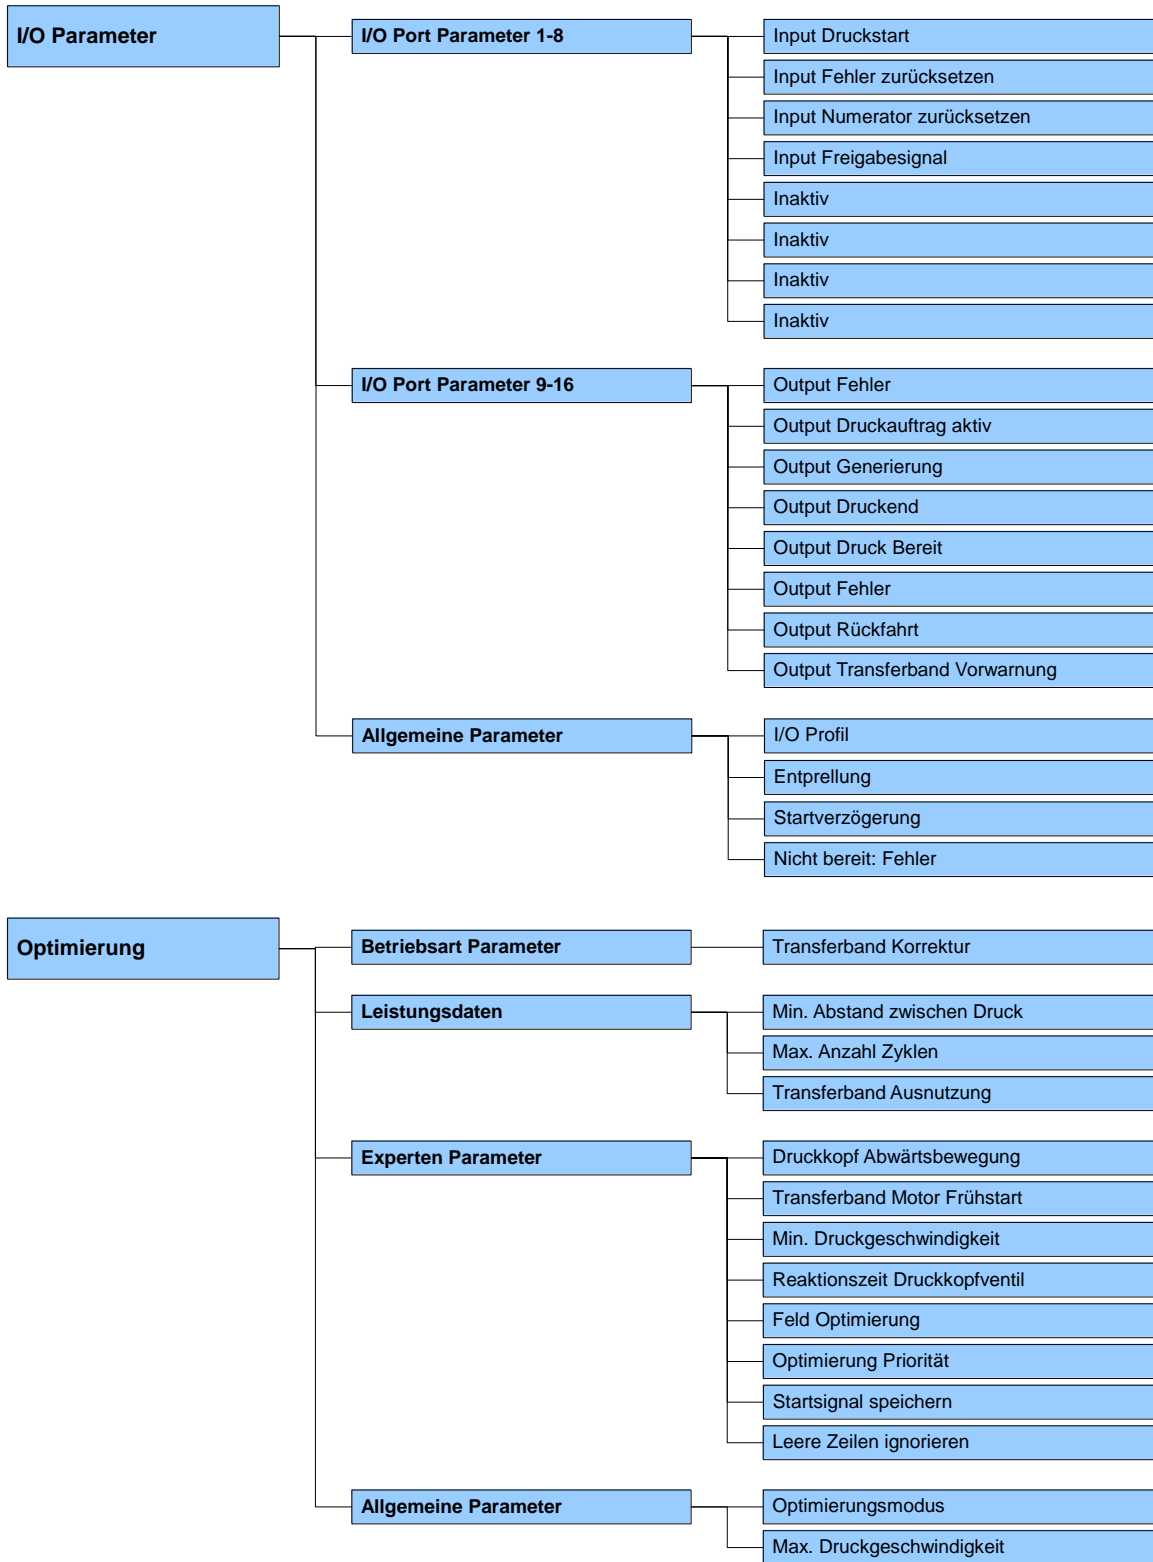 I/O Parameter
I/O Port Parameter 1-8
Input Druckstart
Input Fehler zurücksetzen
Input Numerator zurücksetzen
Input Freigabesignal
Inaktiv
Inaktiv
Inaktiv
Inaktiv
I/O Port Parameter 9-16
Output Fehler
Output Druckauftrag aktiv
Output Generierung
Output Druckend
Output Druck Bereit
Output Fehler
Output Rückfahrt
Output Transferband Vorwarnung
Allgemeine Parameter
I/O Profil
Entprellung
Startverzögerung
Nicht bereit: Fehler
Optimierung
Betriebsart Parameter
Transferband Korrektur
Leistungsdaten
Min. Abstand zwischen Druck
Max. Anzahl Zyklen
Transferband Ausnutzung
Experten Parameter
Druckkopf Abwärtsbewegung
Transferband Motor Frühstart
Min. Druckgeschwindigkeit
Reaktionszeit Druckkopfventil
Feld Optimierung
Optimierung Priorität
Startsignal speichern
Leere Zeilen ignorieren
Allgemeine Parameter
Optimierungsmodus
Max. Druckgeschwindigkeit